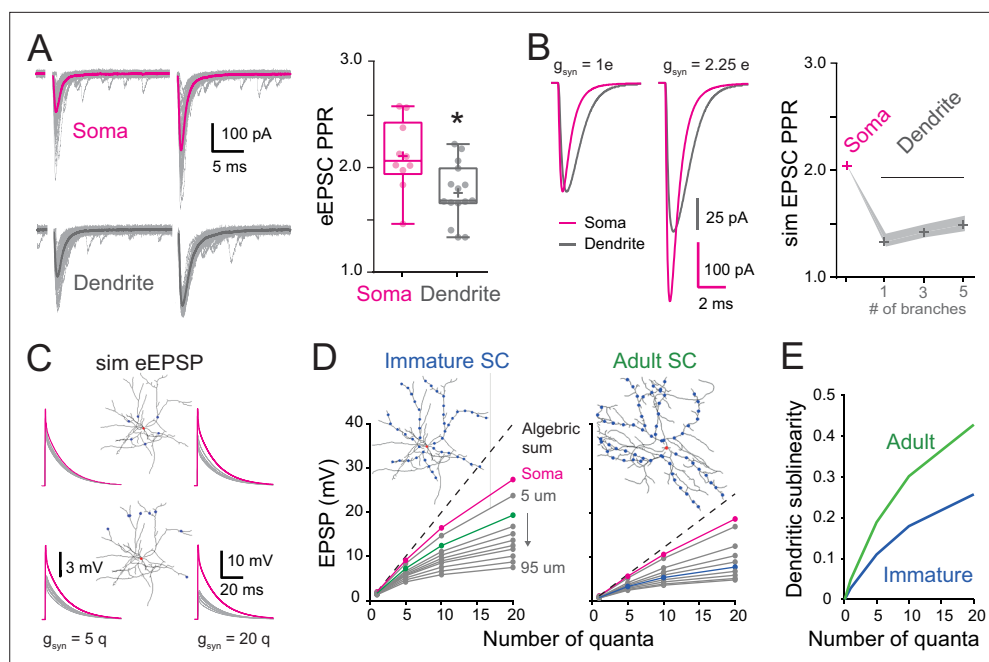 A
Soma
100 pA
5 ms
Dendrite
eEPSC PPR
3.0
2.0
1.0
*
Soma Dendrite
B
g_syn = 1e
g_syn = 2.25 e
Soma
Dendrite
25 pA
100 pA
2 ms
sim EPSC PPR
3.0
2.0
1.0
Soma
Dendrite
1 3 5
# of branches
C
sim eEPSP
3 mV
10 mV
20 ms
g_syn = 5 q
g_syn = 20 q
D
Immature SC
Adult SC
EPSP (mV)
40
30
20
10
0
Algebric
sum
Soma
5 um
95 um
0 5 10 15 20
0 5 10 15 20
Number of quanta
E
Dendritic sublinearity
0.5
0.4
0.3
0.2
0.1
0
Adult
Immature
0 5 10 15 20
Number of quanta